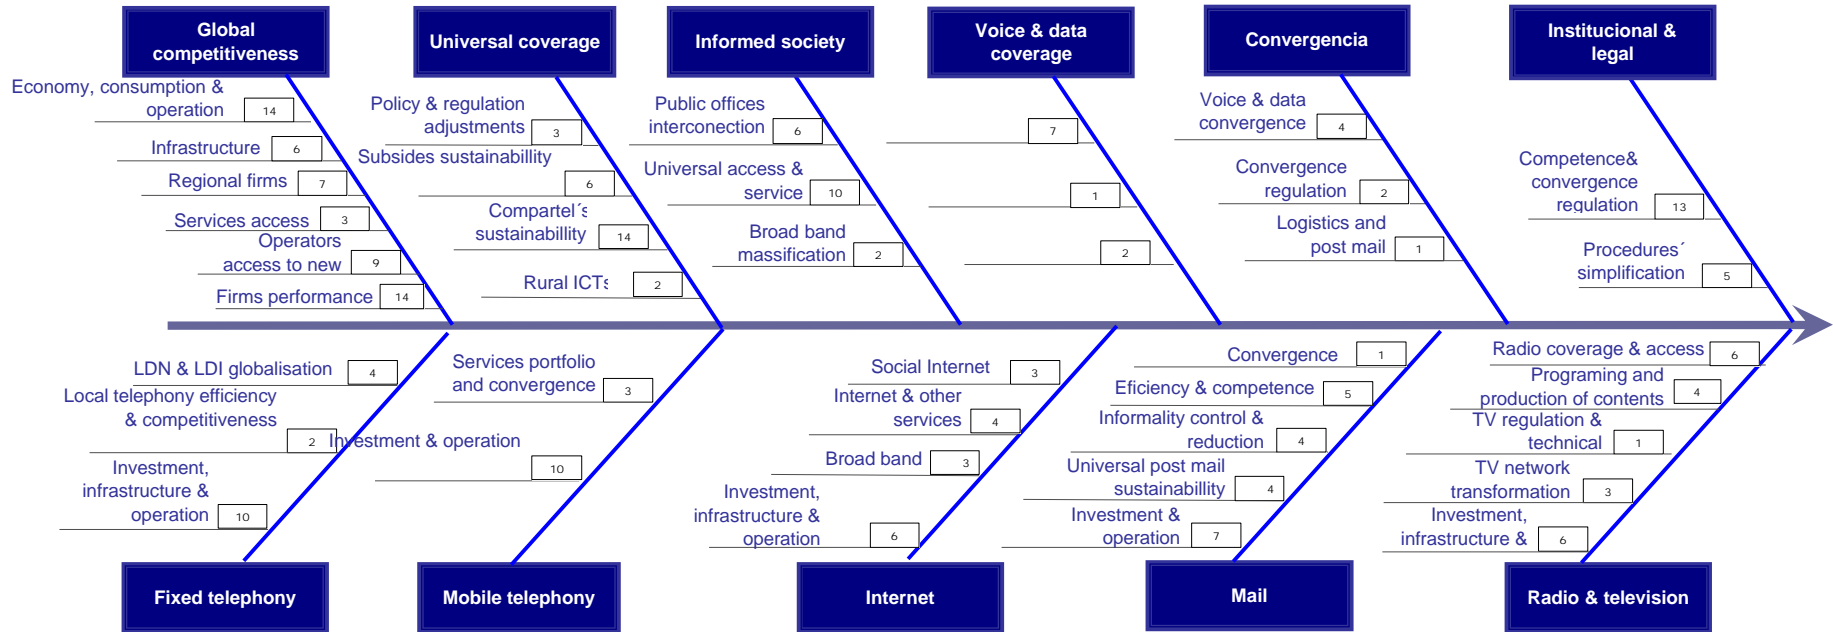 Global
competitiveness
Universal coverage
Informed society
Voice & data
coverage
Convergencia
Institucional &
legal
Economy, consumption &
operation
14
Infrastructure
6
Regional firms
7
Services access
3
Operators
access to new
9
Firms performance
14
Policy & regulation
adjustments
3
Subsides sustainabillity
6
Compartel´s
sustainabillity
14
Rural ICTs
2
Public offices
interconection
6
Universal access &
service
10
Broad band
massification
2
7
1
2
Voice & data
convergence
4
Convergence
regulation
2
Logistics and
post mail
1
Competence&
convergence
regulation
13
Procedures´
simplification
5
LDN & LDI globalisation
4
Local telephony efficiency
& competitiveness
2
Investment,
infrastructure &
operation
10
Services portfolio
and convergence
3
Investment & operation
10
Social Internet
3
Internet & other
services
4
Broad band
3
Investment,
infrastructure &
operation
6
Convergence
1
Eficiency & competence
5
Informality control &
reduction
4
Universal post mail
sustainabillity
4
Investment &
operation
7
Radio coverage & access
6
Programing and
production of contents
4
TV regulation &
technical
1
TV network
transformation
3
Investment,
infrastructure &
6
Fixed telephony
Mobile telephony
Internet
Mail
Radio & television